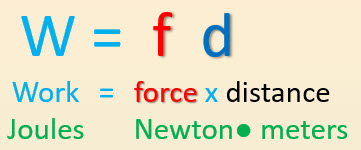 W = f d
Work = force x distance
Joules Newton● meters